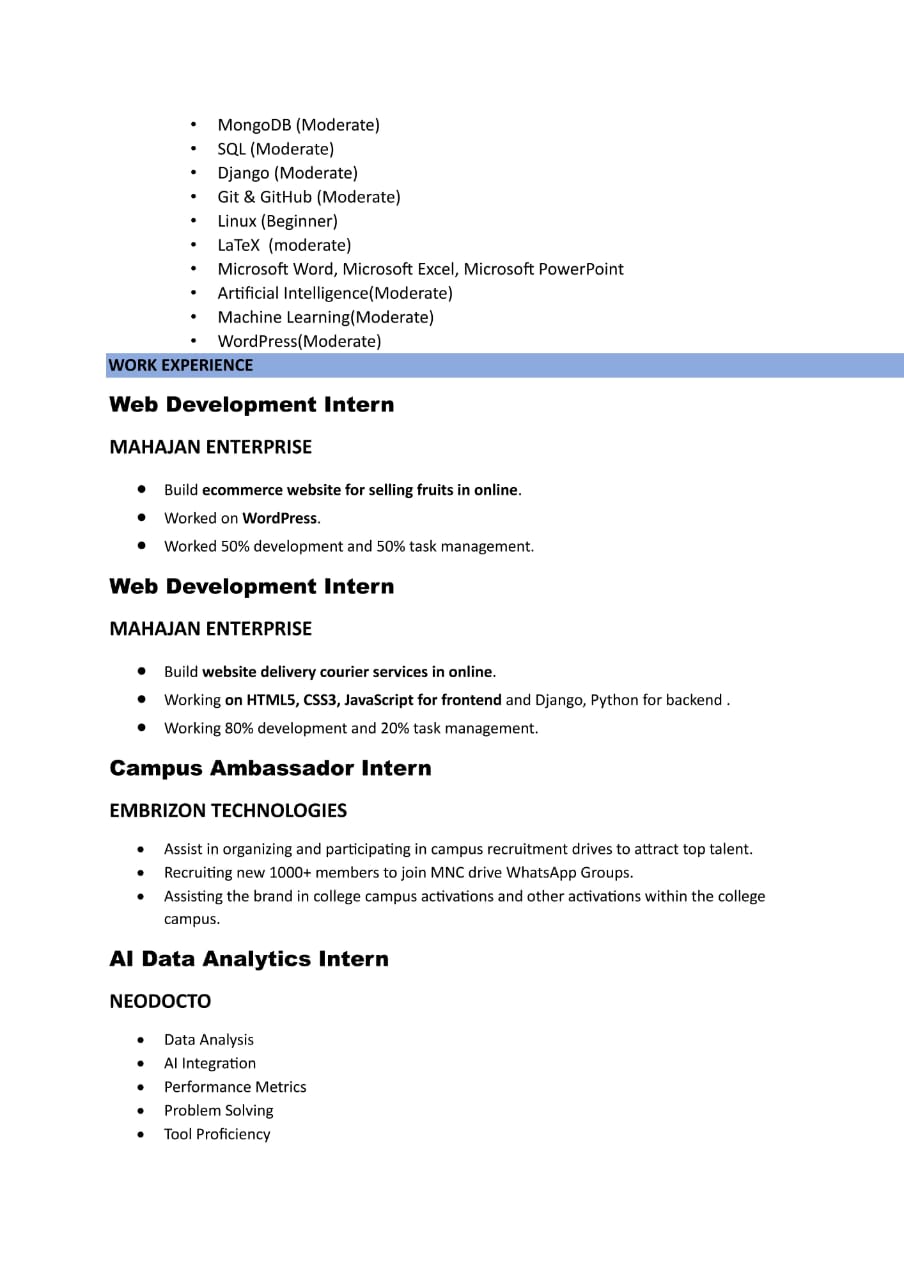 • MongoDB (Moderate)
• SQL (Moderate)
• Django (Moderate)
• Git & GitHub (Moderate)
• Linux (Beginner)
• LaTeX  (moderate)
• Microsoft Word, Microsoft Excel, Microsoft PowerPoint
• Artificial Intelligence(Moderate)
• Machine Learning(Moderate)
• WordPress(Moderate)
WORK EXPERIENCE
Web Development Intern
MAHAJAN ENTERPRISE
• Build ecommerce website for selling fruits in online.
• Worked on WordPress.
• Worked 50% development and 50% task management.
Web Development Intern
MAHAJAN ENTERPRISE
• Build website delivery courier services in online.
• Working on HTML5, CSS3, JavaScript for frontend and Django, Python for backend .
• Working 80% development and 20% task management.
Campus Ambassador Intern
EMBRIZON TECHNOLOGIES
• Assist in organizing and participating in campus recruitment drives to attract top talent.
• Recruiting new 1000+ members to join MNC drive WhatsApp Groups.
• Assisting the brand in college campus activations and other activations within the college
campus.
AI Data Analytics Intern
NEODOCTO
• Data Analysis
• AI Integration
• Performance Metrics
• Problem Solving
• Tool Proficiency